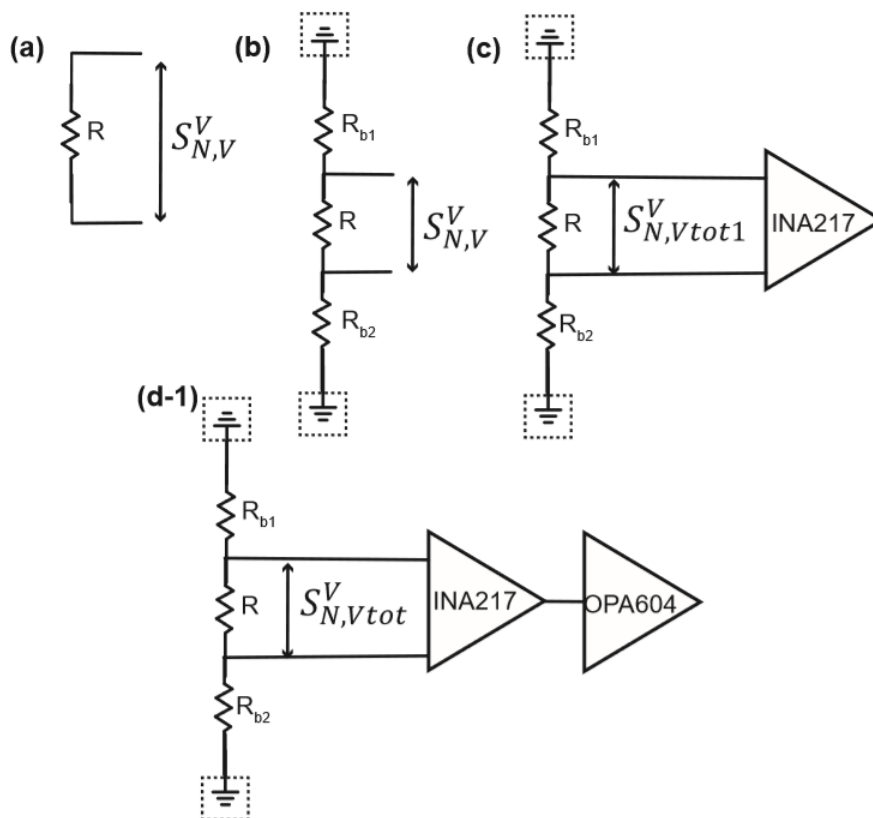 (a)
R
S^V_{N,V}
(b)
R_{b1}
R
S^V_{N,V}
R_{b2}
(c)
R_{b1}
R
S^V_{N,Vtot1}
INA217
R_{b2}
(d-1)
R_{b1}
R
S^V_{N,Vtot}
INA217
OPA604
R_{b2}